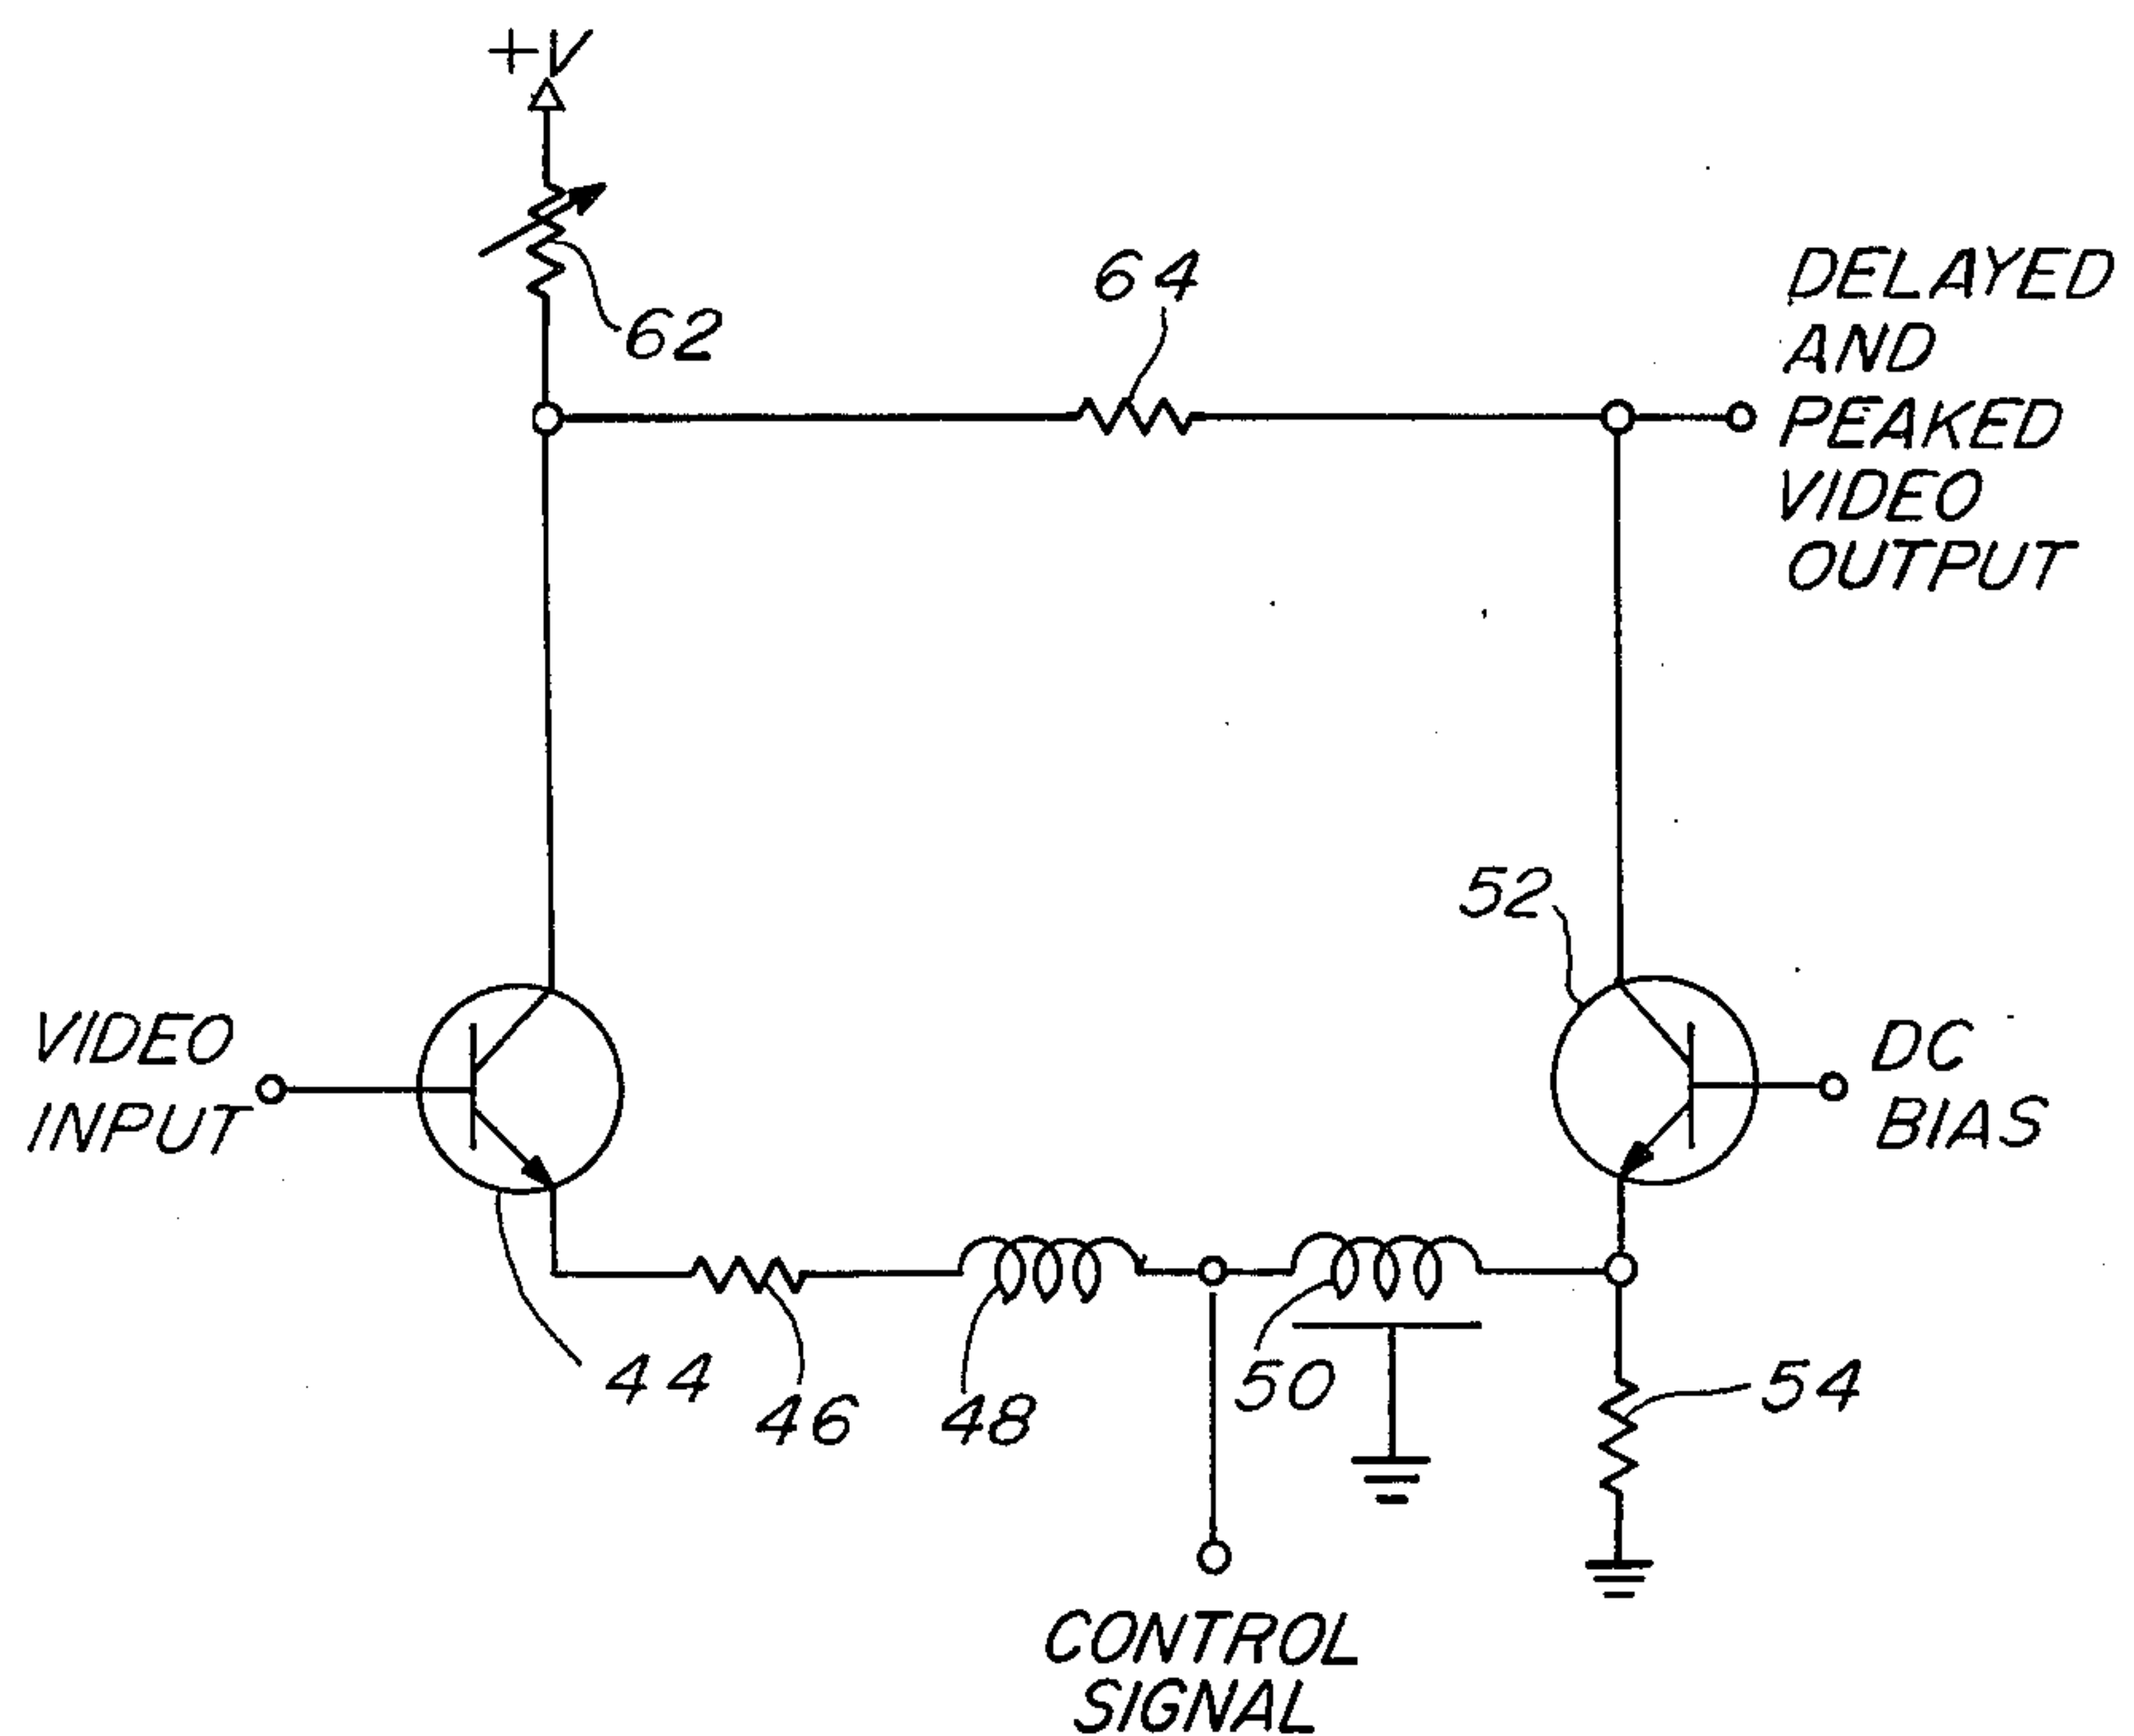 +V
62
64
DELAYED
AND
PEAKED
VIDEO
OUTPUT
52
VIDEO
INPUT
DC
BIAS
44
46
48
50
54
CONTROL
SIGNAL